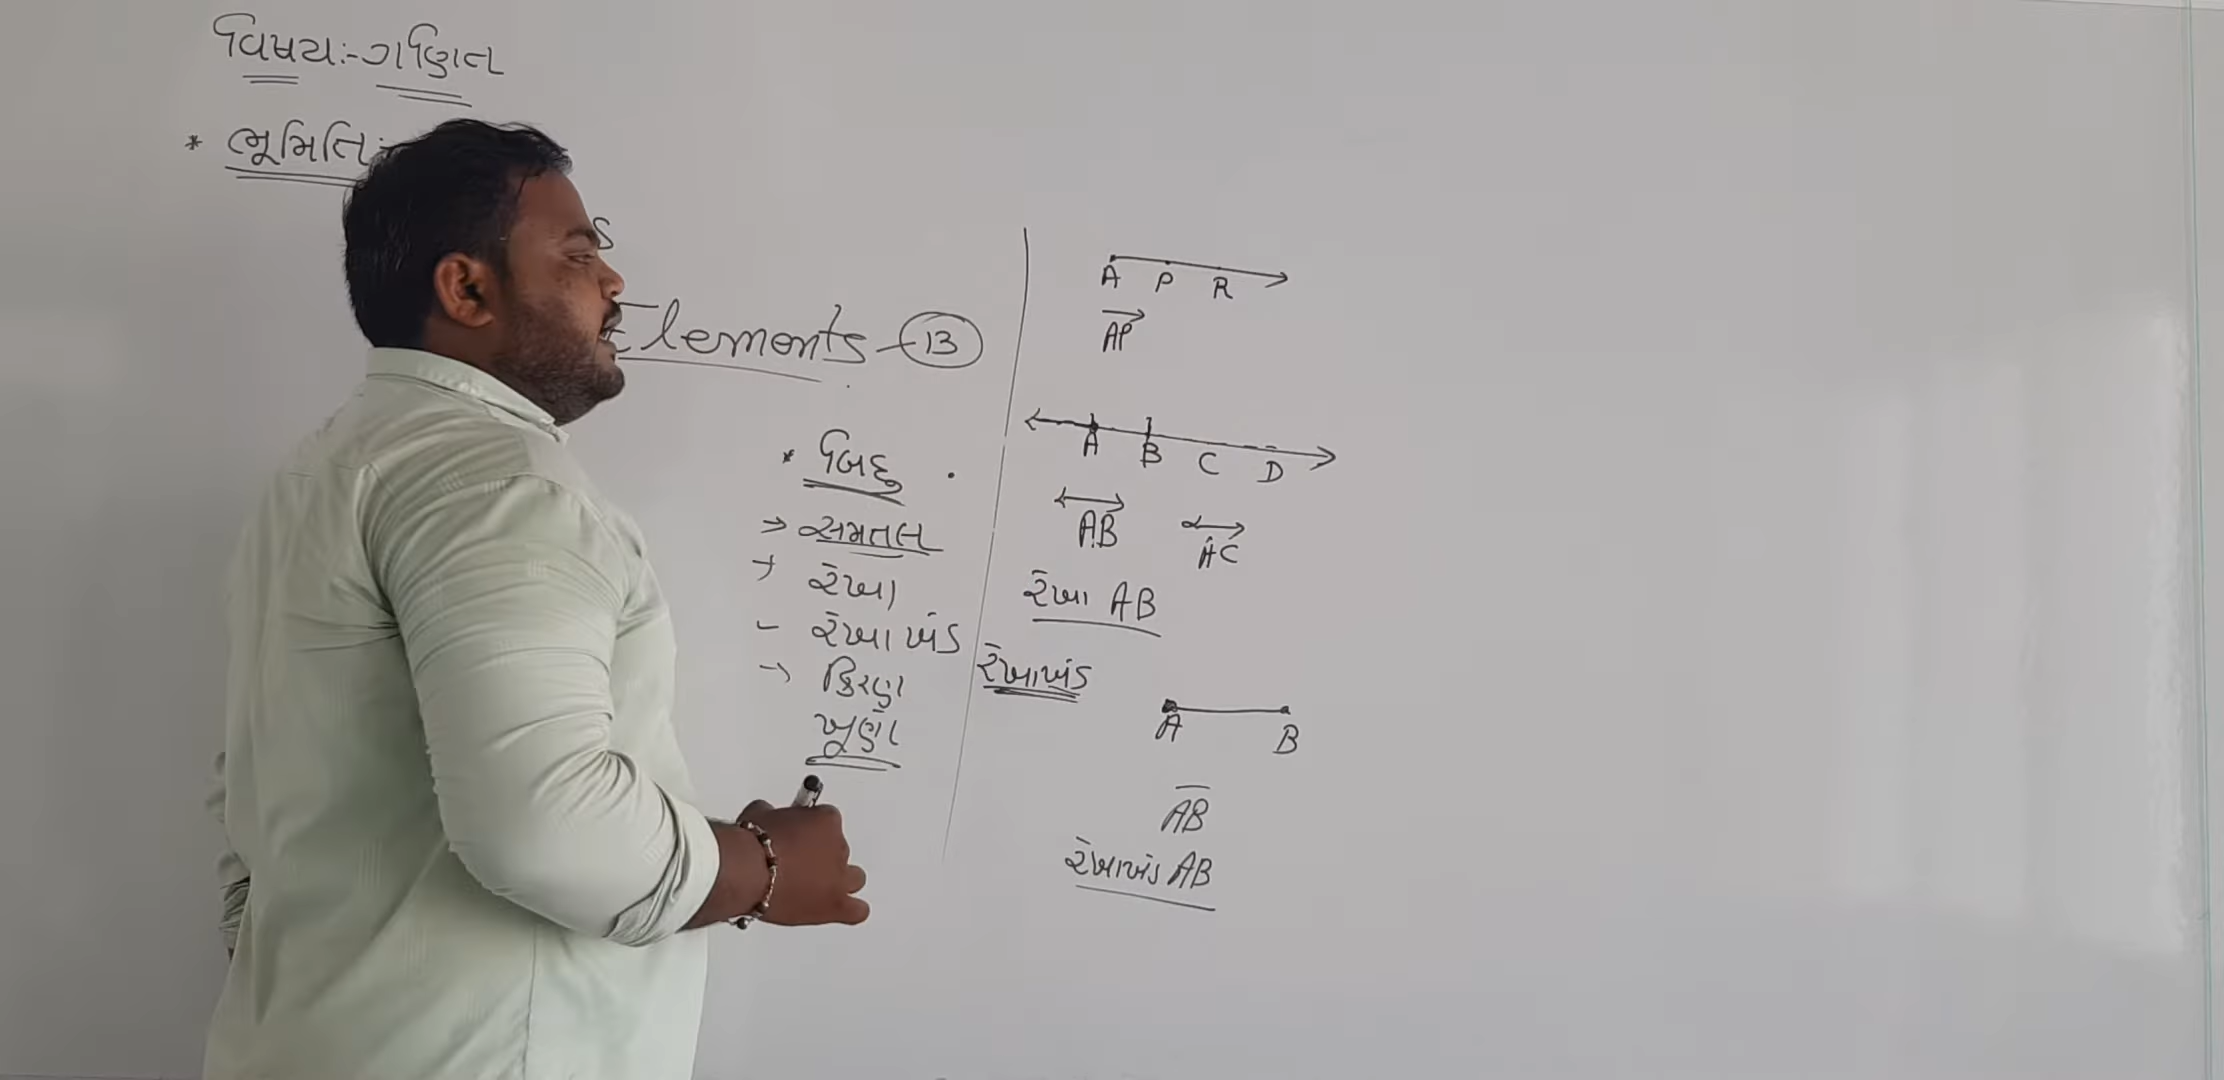 વિષય:- ગણિત
* ભૂમિતિ:-
S
Elements - 13
* બિંદુ .
→ સમતલ
→ રેખા
- રેખાખંડ
→ કિરણ
ખૂણો
A P R
AP
A B C D
AB AC
રેખા AB
રેખાખંડ
A B
AB
રેખાખંડ AB